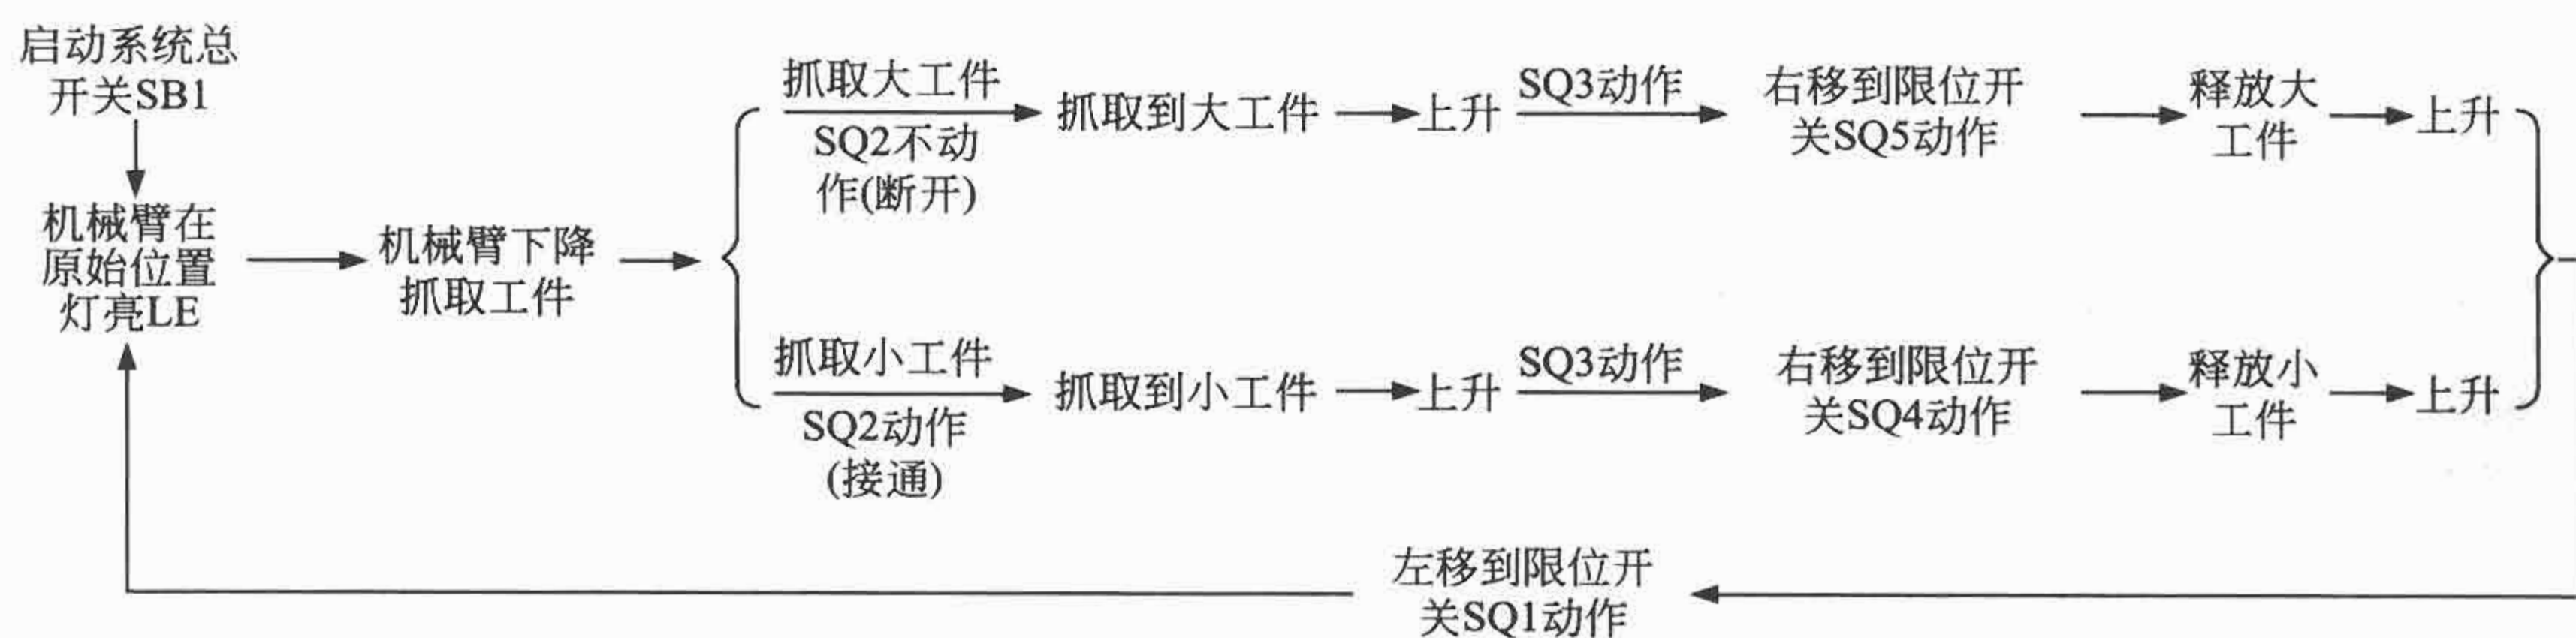 启动系统总
开关SB1
机械臂在
原始位置
灯亮LE
机械臂下降
抓取工件
抓取大工件
SQ2不动
作(断开)
抓取到大工件
上升
SQ3动作
右移到限位开
关SQ5动作
释放大
工件
上升
抓取小工件
SQ2动作
(接通)
抓取到小工件
上升
SQ3动作
右移到限位开
关SQ4动作
释放小
工件
上升
左移到限位开
关SQ1动作